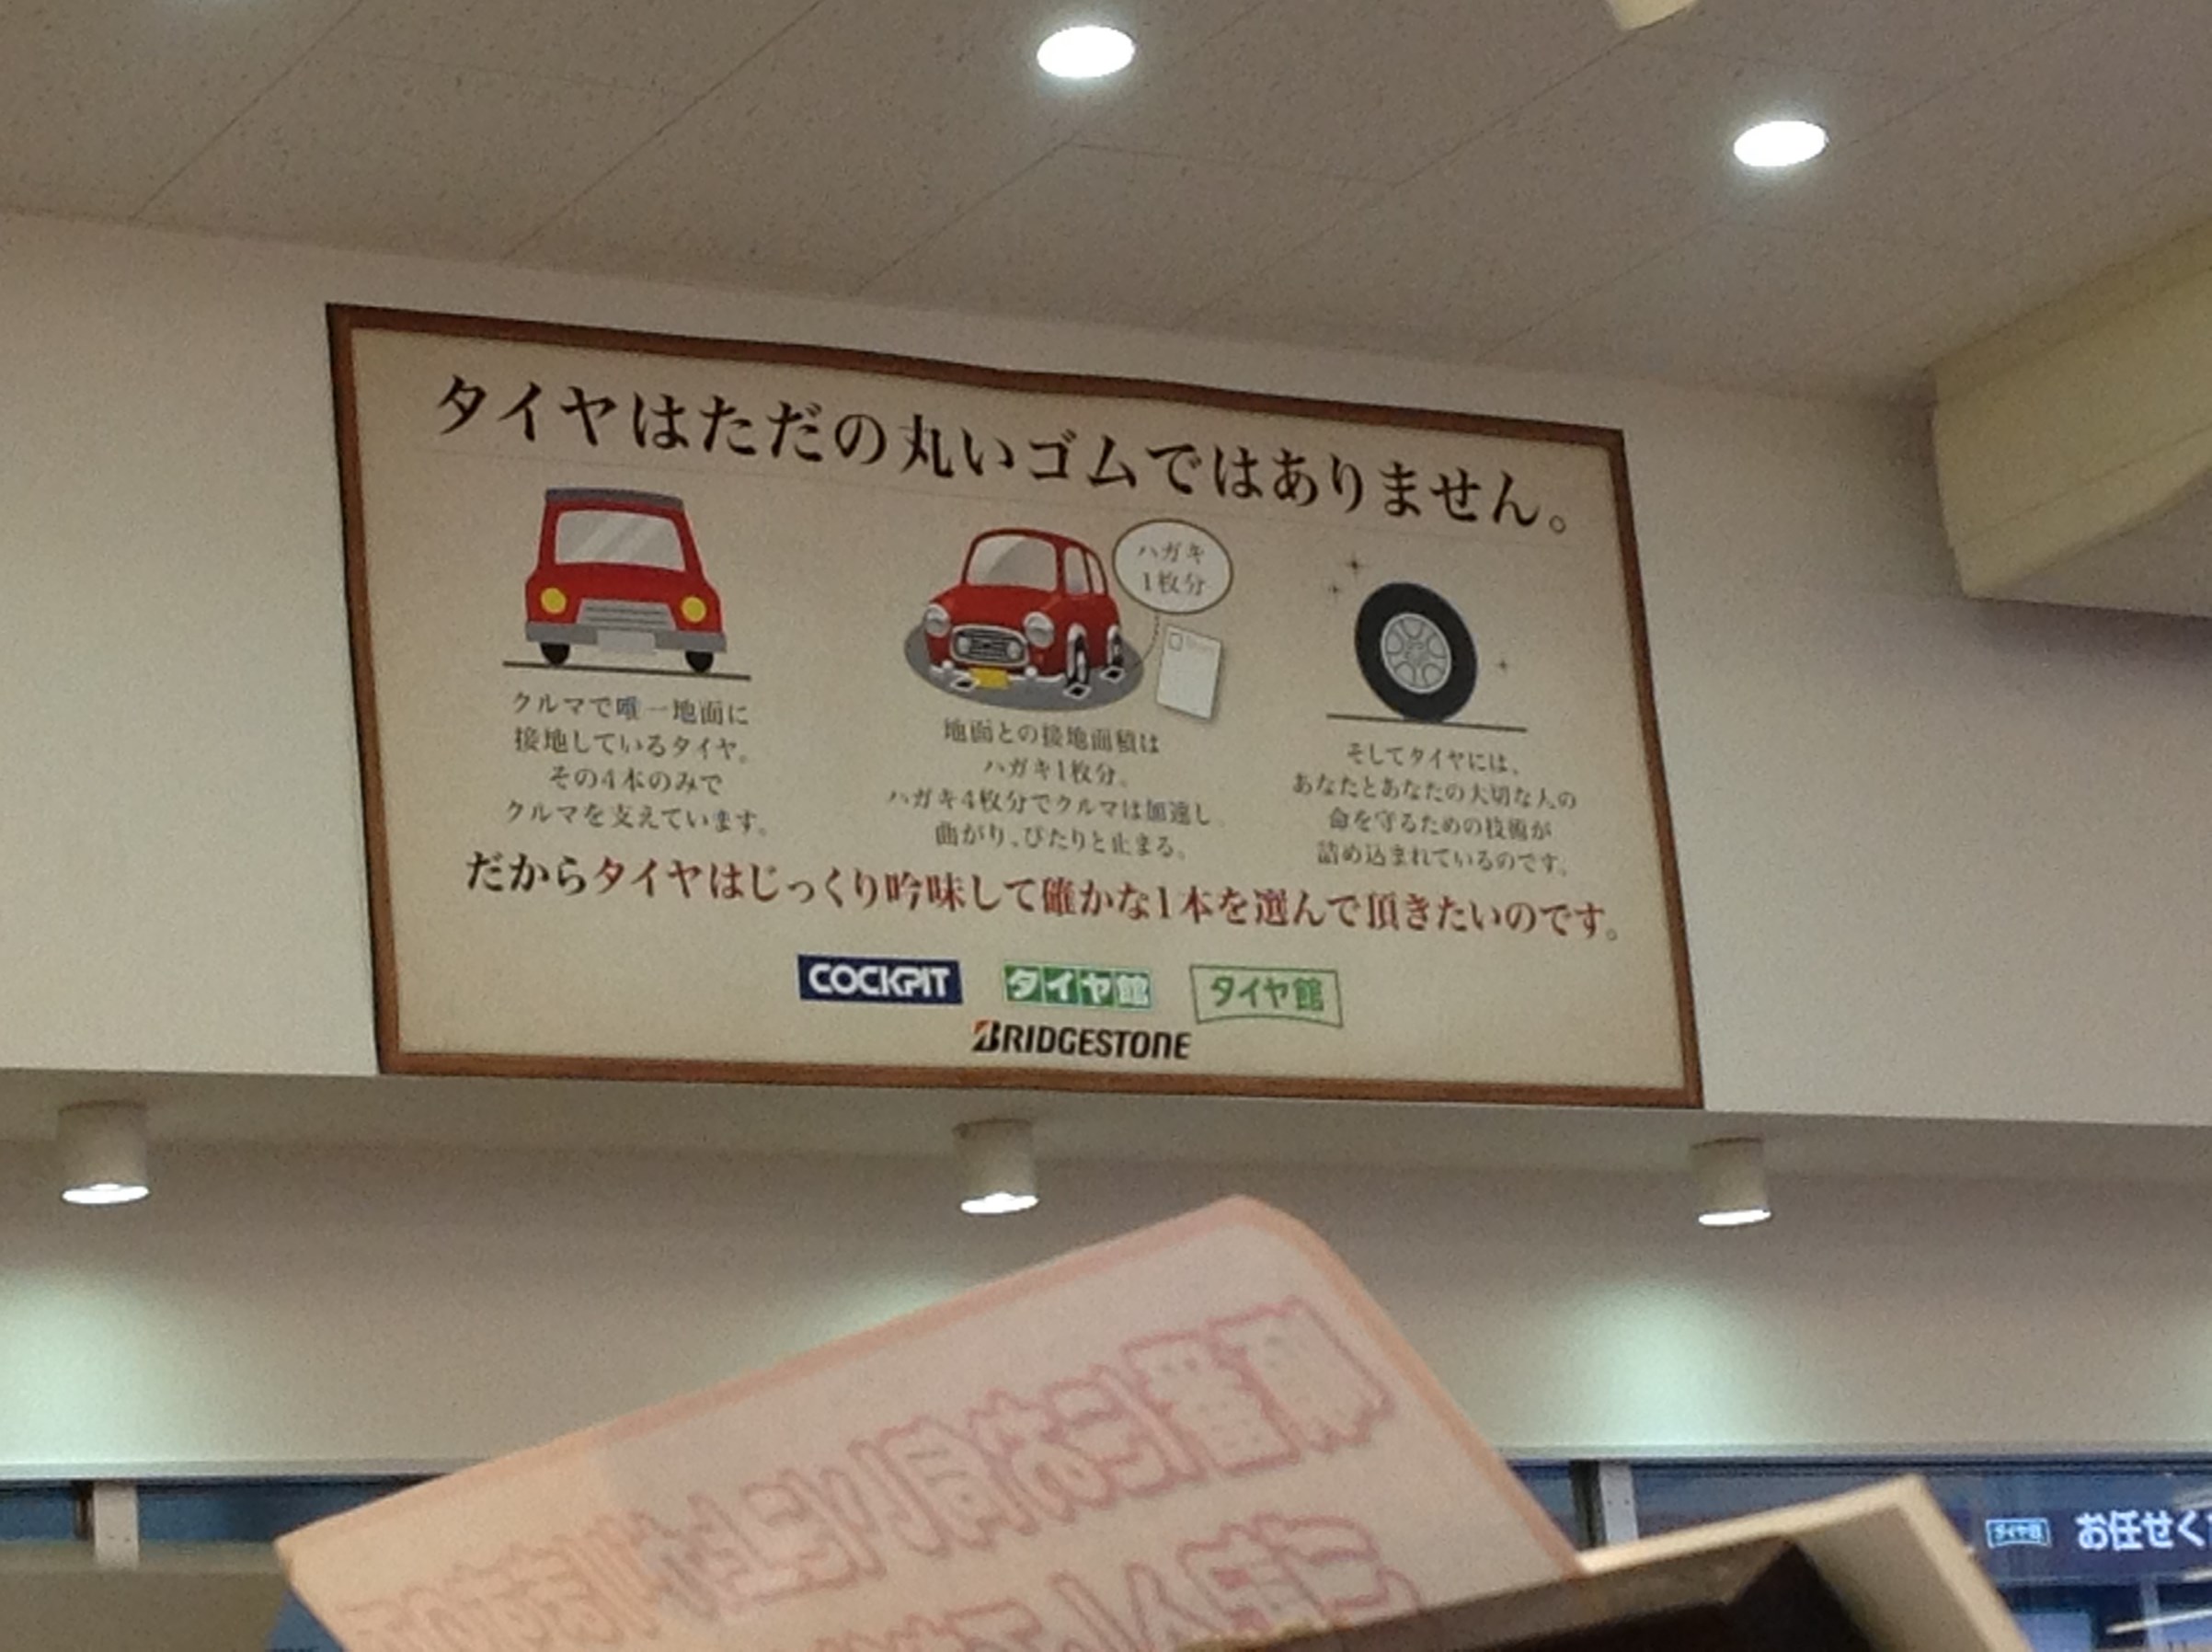 タイヤはただの丸いゴムではありません。
クルマで唯一地面に
接地しているタイヤ。
その4本のみで
クルマを支えています。
ハガキ
1枚分
地面との接地面積は
ハガキ1枚分。
ハガキ4枚分でクルマは加速し
曲がり、ぴたりと止まる。
そしてタイヤには、
あなたとあなたの大切な人の
命を守るための技術が
詰め込まれているのです。
だからタイヤはじっくり吟味して確かな1本を選んで頂きたいのです。
COCKPIT タイヤ館 タイヤ館
BRIDGESTONE
タイヤ館 お任せく